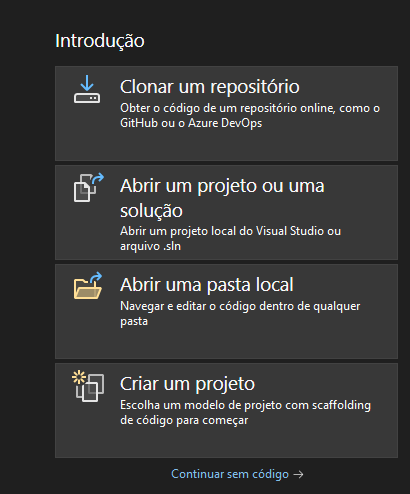 Introdução
Clonar um repositório
Obter o código de um repositório online, como o
GitHub ou o Azure DevOps
Abrir um projeto ou uma
solução
Abrir um projeto local do Visual Studio ou
arquivo .sln
Abrir uma pasta local
Navegar e editar o código dentro de qualquer
pasta
Criar um projeto
Escolha um modelo de projeto com scaffolding
de código para começar
Continuar sem código →